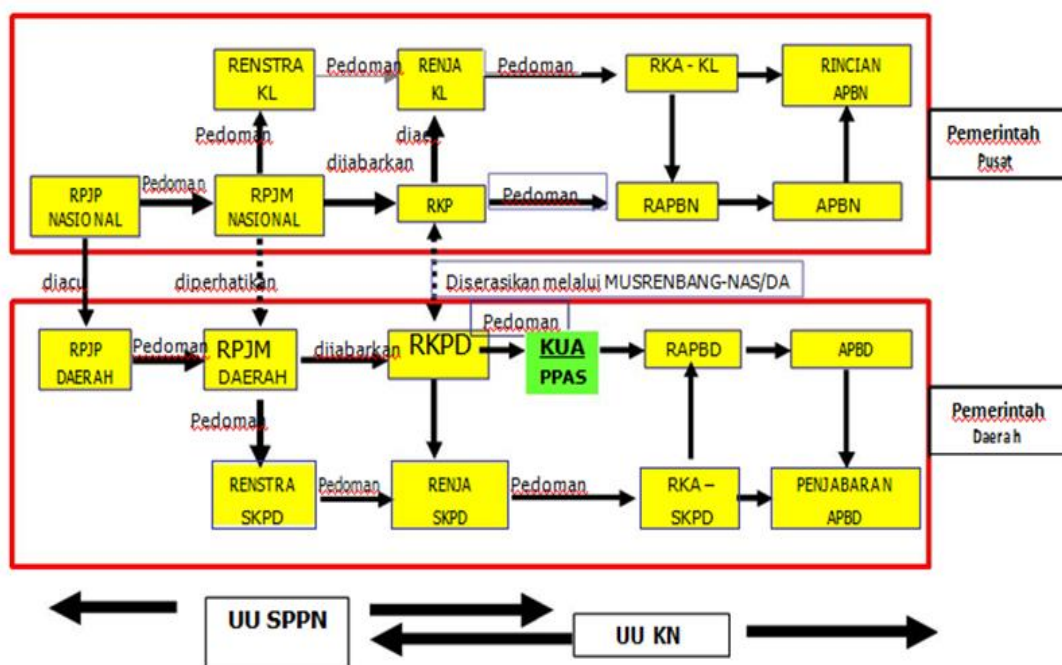 RENSTRA
KL
Pedoman
RENJA
KL
Pedoman
RKA - KL
RINCIAN
APBN
Pedoman
diacu
dijabarkan
Pemerintah
Pusat
RPJP
NASIONAL
Pedoman
RPJM
NASIONAL
RKP
Pedoman
RAPBN
APBN
diacu
diperhatikan
Diserasikan melalui MUSRENBANG-NAS/DA
RPJP
DAERAH
Pedoman
RPJM
DAERAH
dijabarkan
RKPD
Pedoman
KUA
PPAS
RAPBD
APBD
Pedoman
Pemerintah
Daerah
RENSTRA
SKPD
Pedoman
RENJA
SKPD
Pedoman
RKA –
SKPD
PENJABARAN
APBD
UU SPPN
UU KN